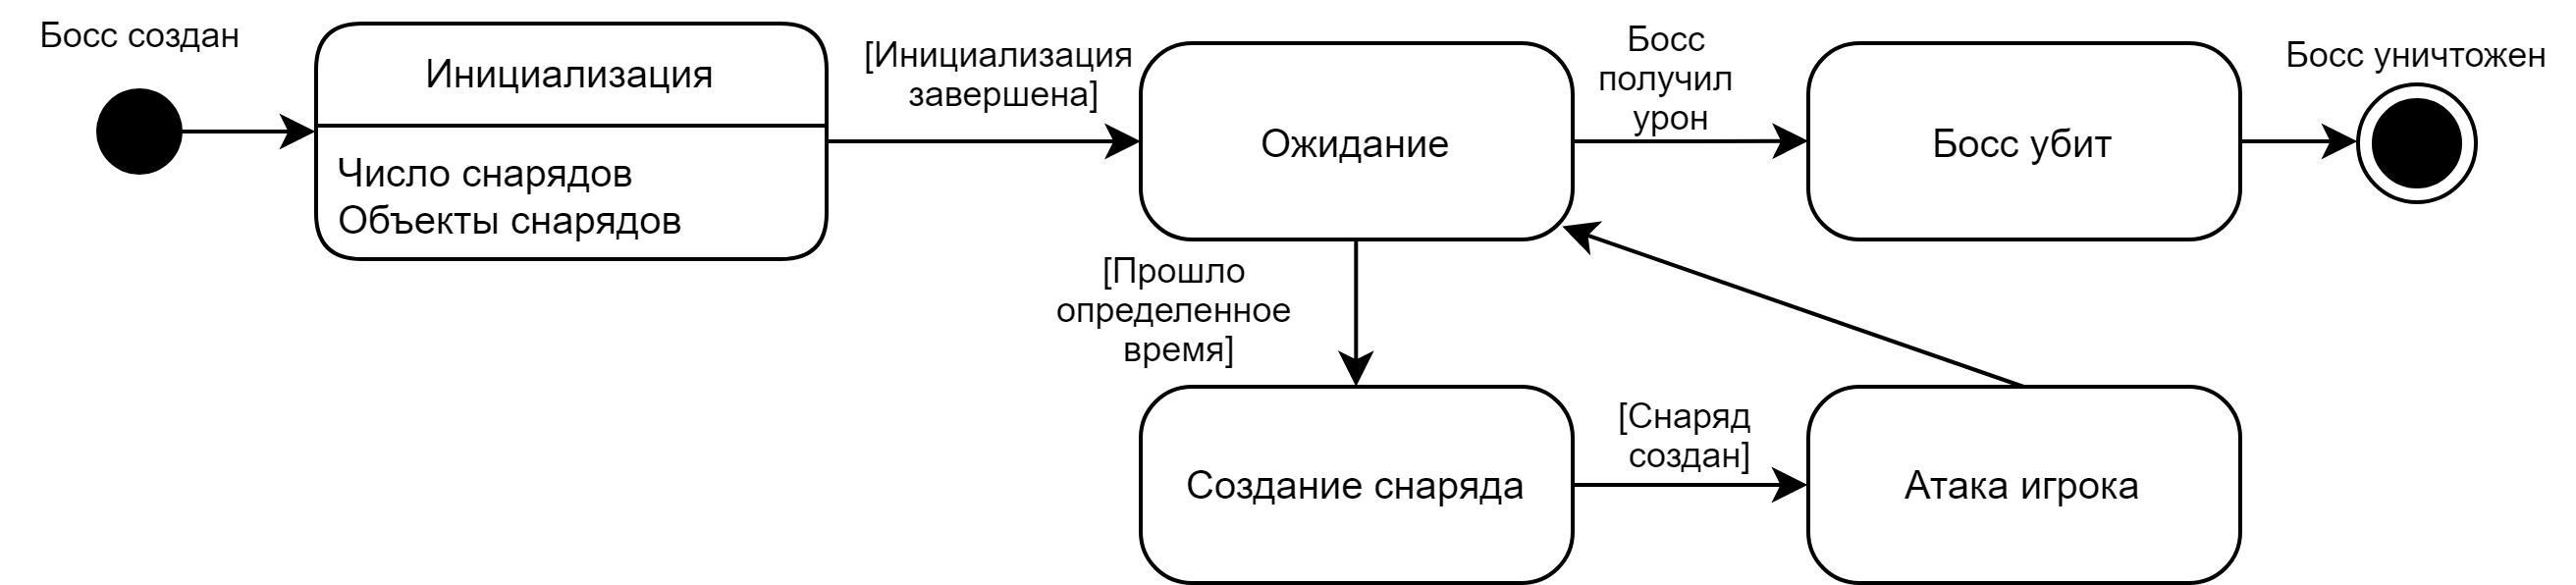 Босс создан
Инициализация
Число снарядов
Объекты снарядов
[Инициализация
завершена]
Ожидание
Босс
получил
урон
Босс убит
Босс уничтожен
[Прошло
определенное
время]
Создание снаряда
[Снаряд
создан]
Атака игрока